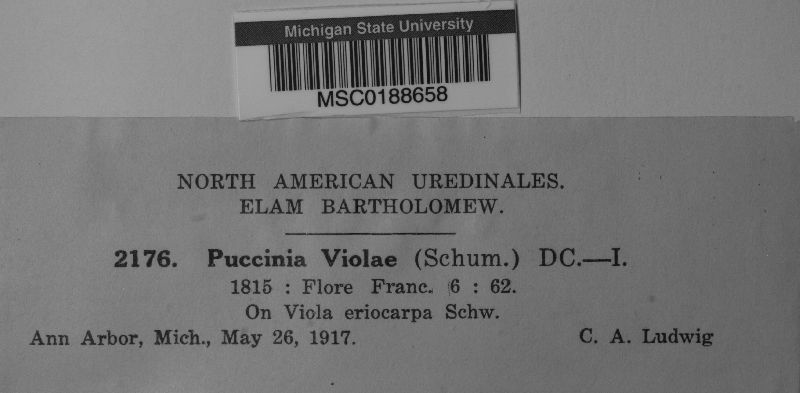 Michigan State University
MSC0188658
NORTH AMERICAN UREDINALES.
ELAM BARTHOLOMEW.
2176. Puccinia Violae (Schum.) DC.—I.
1815 : Flore Franc. 6 : 62.
On Viola eriocarpa Schw.
Ann Arbor, Mich., May 26, 1917. C. A. Ludwig